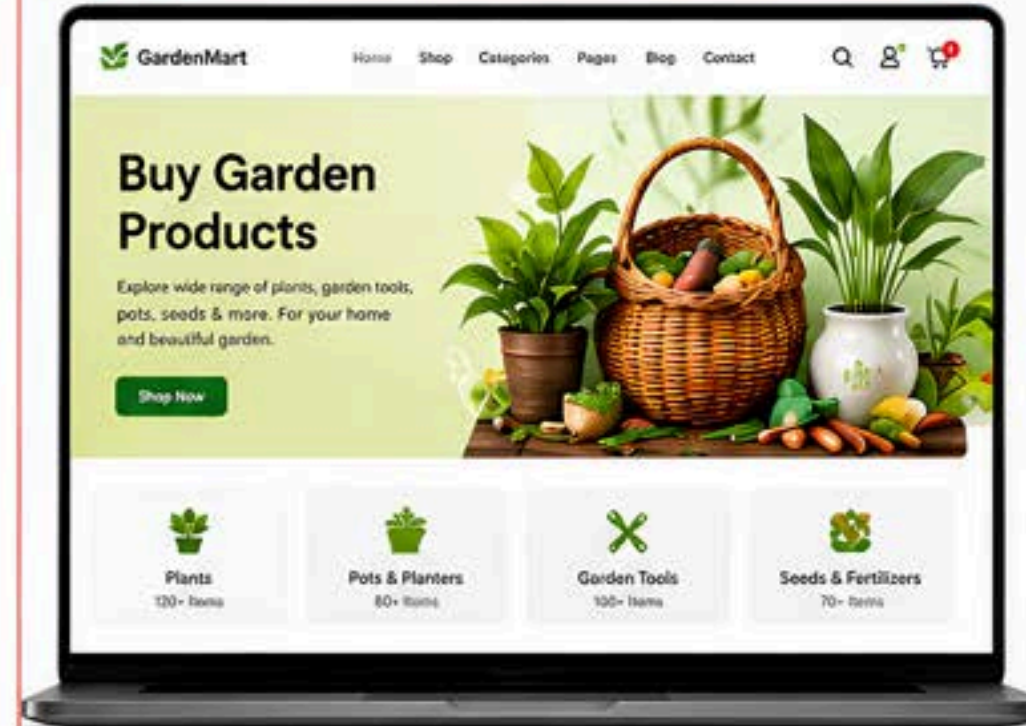 GardenMart
Home Shop Categories Pages Blog Contact
Buy Garden
Products
Explore wide range of plants, garden tools,
pots, seeds & more. For your home
and beautiful garden.
Shop Now
Plants
120+ Items
Pots & Planters
80+ Items
Garden Tools
100+ Items
Seeds & Fertilizers
70+ Items